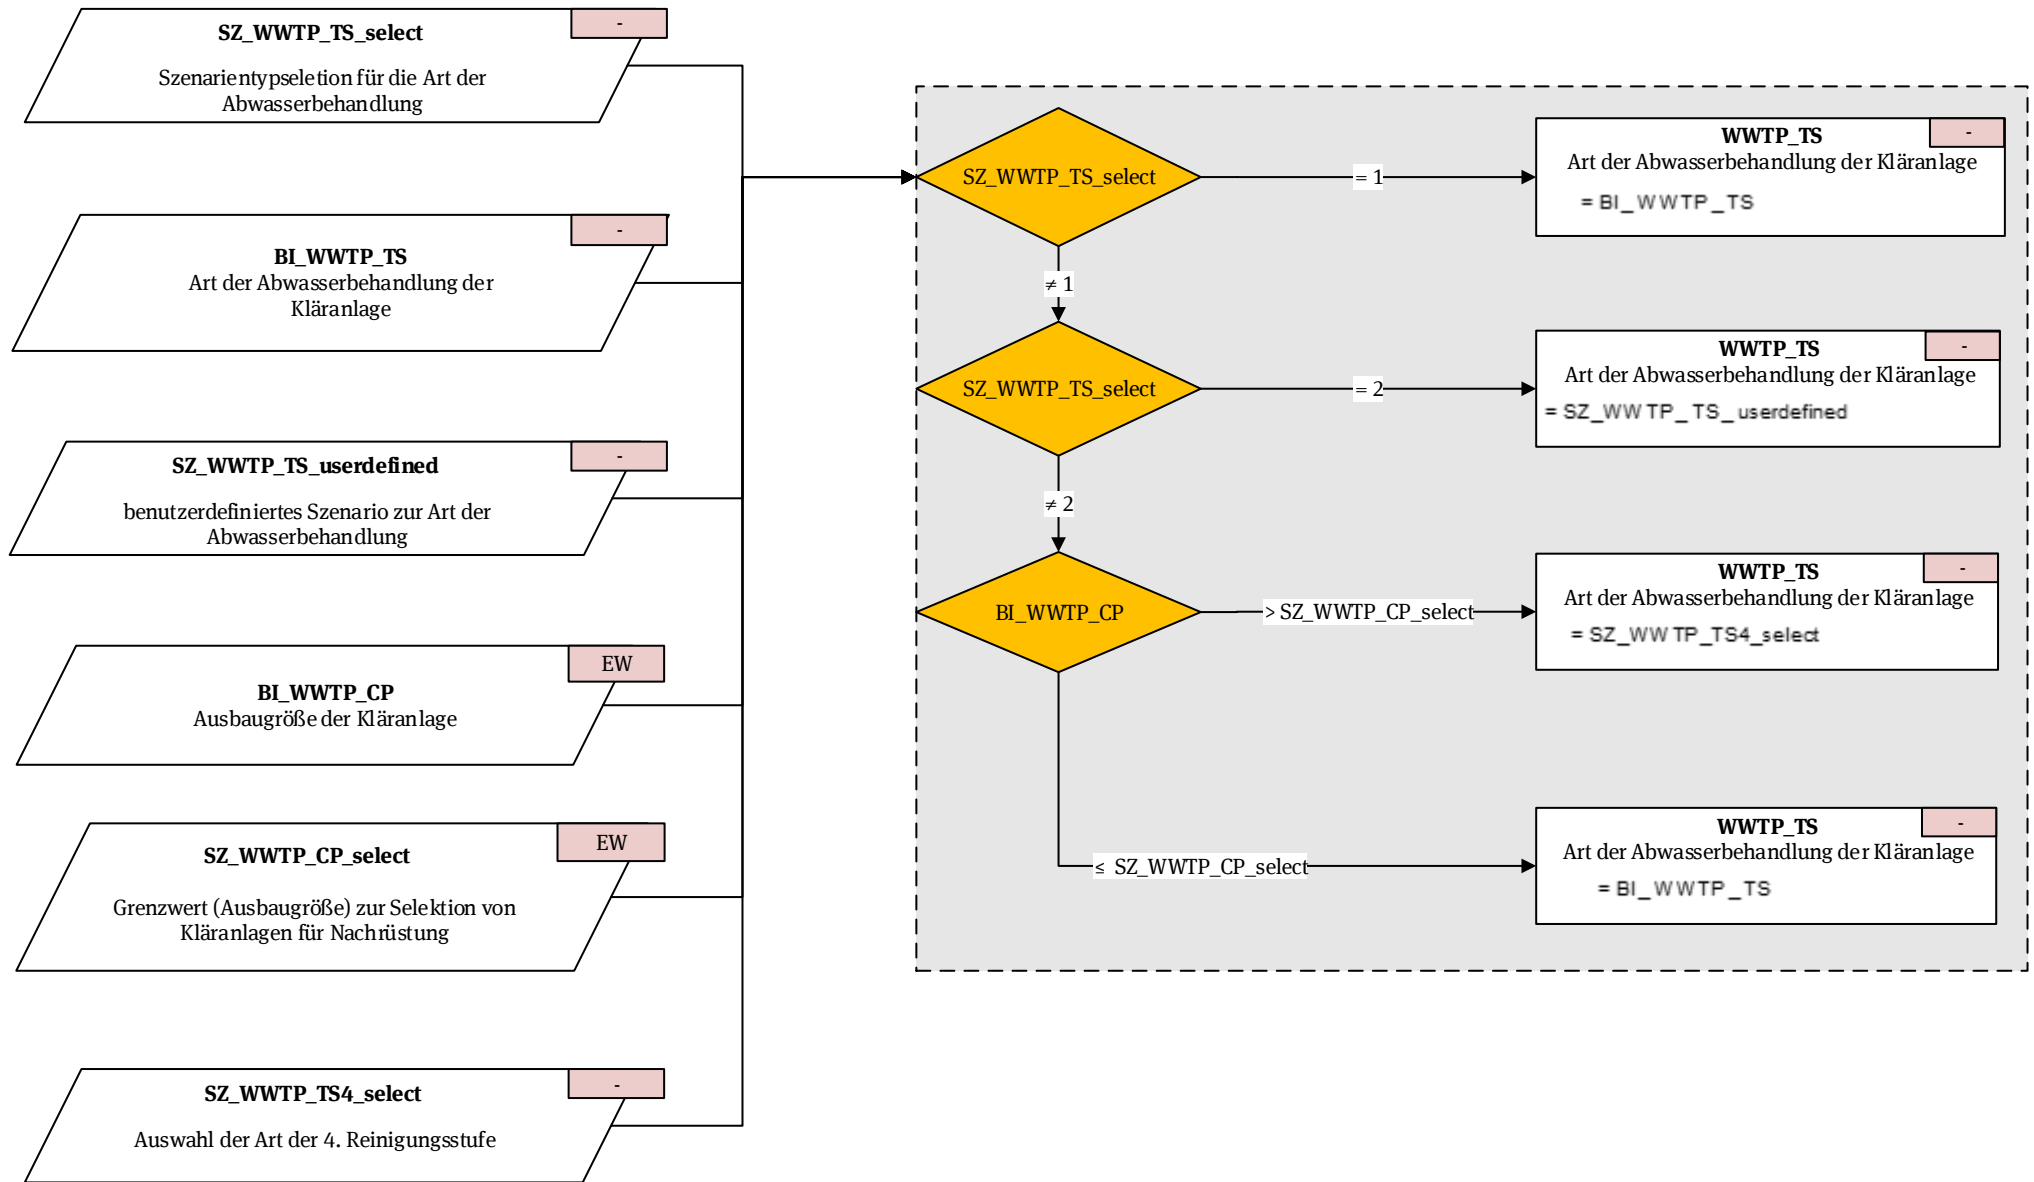 -
SZ_WWTP_TS_select
Szenarientypseletion für die Art der
Abwasserbehandlung
-
BI_WWTP_TS
Art der Abwasserbehandlung der
Kläranlage
-
SZ_WWTP_TS_userdefined
benutzerdefiniertes Szenario zur Art der
Abwasserbehandlung
EW
BI_WWTP_CP
Ausbaugröße der Kläranlage
EW
SZ_WWTP_CP_select
Grenzwert (Ausbaugröße) zur Selektion von
Kläranlagen für Nachrüstung
-
SZ_WWTP_TS4_select
Auswahl der Art der 4. Reinigungsstufe
SZ_WWTP_TS_select
= 1
-
WWTP_TS
Art der Abwasserbehandlung der Kläranlage
= BI_WWTP_TS
≠ 1
SZ_WWTP_TS_select
= 2
-
WWTP_TS
Art der Abwasserbehandlung der Kläranlage
= SZ_WWTP_TS_userdefined
≠ 2
BI_WWTP_CP
> SZ_WWTP_CP_select
-
WWTP_TS
Art der Abwasserbehandlung der Kläranlage
= SZ_WWTP_TS4_select
≤ SZ_WWTP_CP_select
-
WWTP_TS
Art der Abwasserbehandlung der Kläranlage
= BI_WWTP_TS